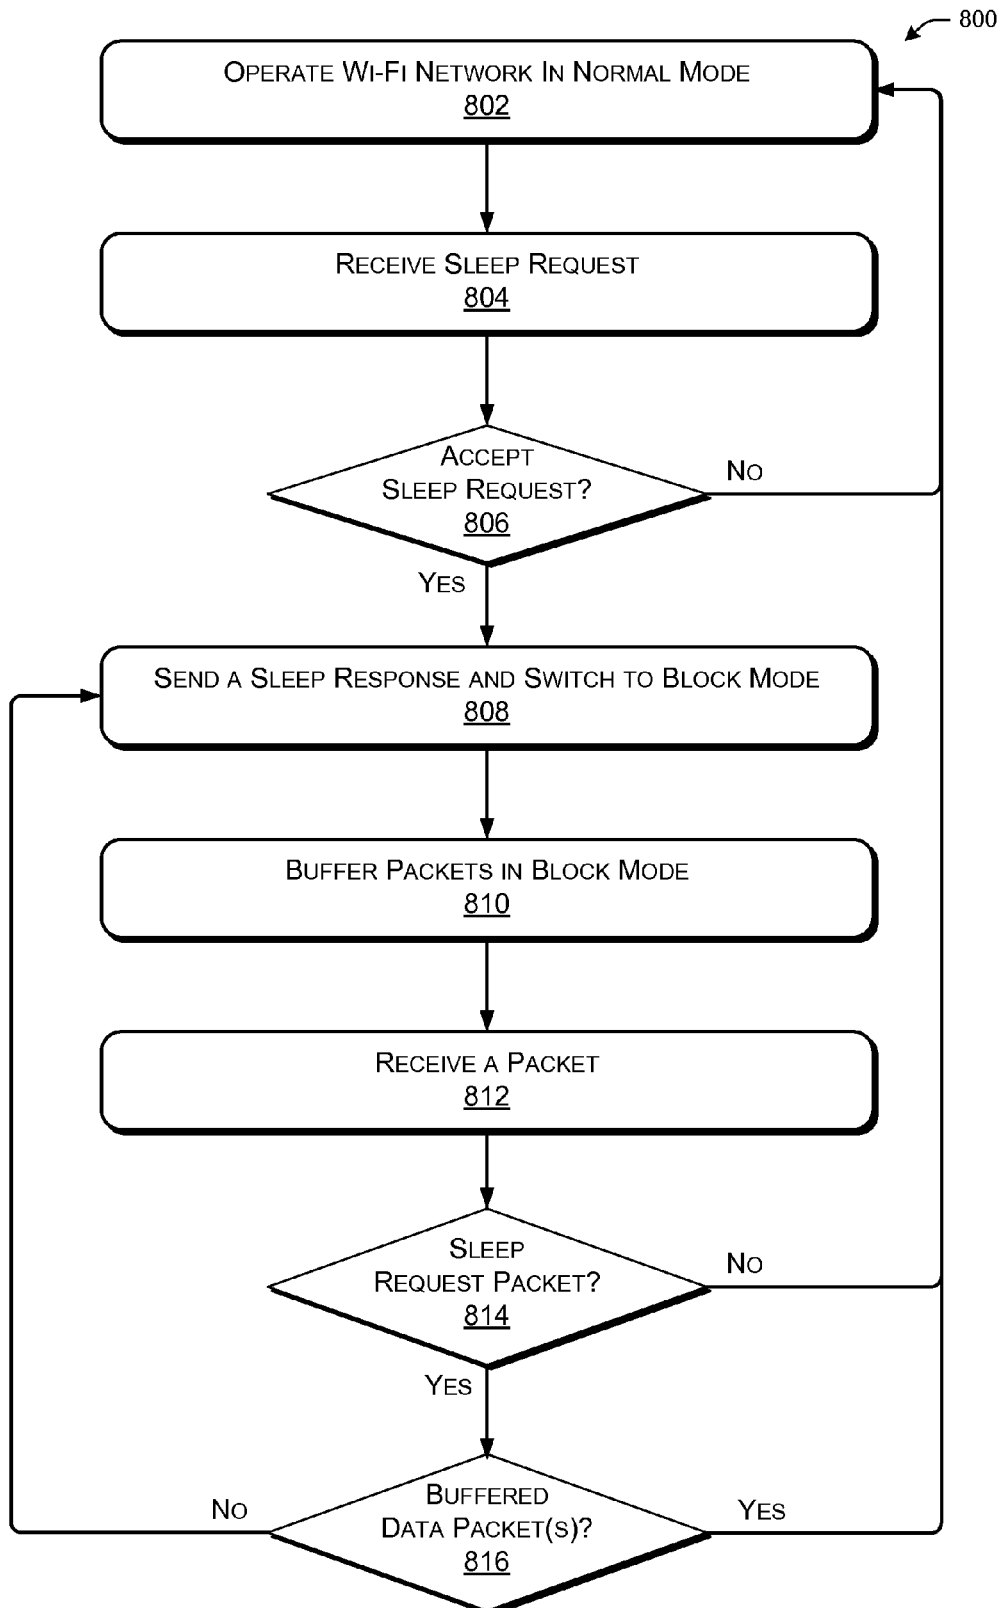 800
OPERATE WI-FI NETWORK IN NORMAL MODE
802
RECEIVE SLEEP REQUEST
804
ACCEPT
SLEEP REQUEST?
806
NO
YES
SEND A SLEEP RESPONSE AND SWITCH TO BLOCK MODE
808
BUFFER PACKETS IN BLOCK MODE
810
RECEIVE A PACKET
812
SLEEP
REQUEST PACKET?
814
NO
YES
BUFFERED
DATA PACKET(S)?
816
NO
YES